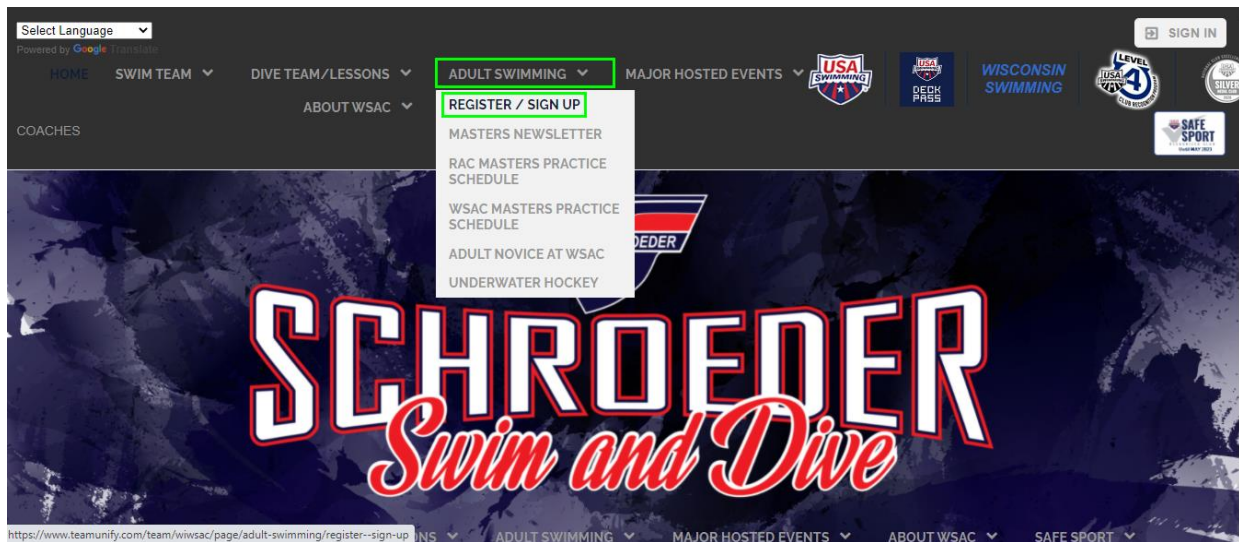 Select Language
Powered by Google Translate
SIGN IN
HOME SWIM TEAM DIVE TEAM/LESSONS ADULT SWIMMING MAJOR HOSTED EVENTS
ABOUT WSAC
COACHES
USA
SWIMMING
USA
DECK
PASS
WISCONSIN
SWIMMING
LEVEL
USA
4
CLUB RECOGNITION
SILVER
SAFE
SPORT
REGISTER / SIGN UP
MASTERS NEWSLETTER
RAC MASTERS PRACTICE
SCHEDULE
WSAC MASTERS PRACTICE
SCHEDULE
ADULT NOVICE AT WSAC
UNDERWATER HOCKEY
SCHROEDER
Swim and Dive
https://www.teamunify.com/team/wiwsac/page/adult-swimming/register--sign-up
ADULT SWIMMING MAJOR HOSTED EVENTS ABOUT WSAC SAFE SPORT